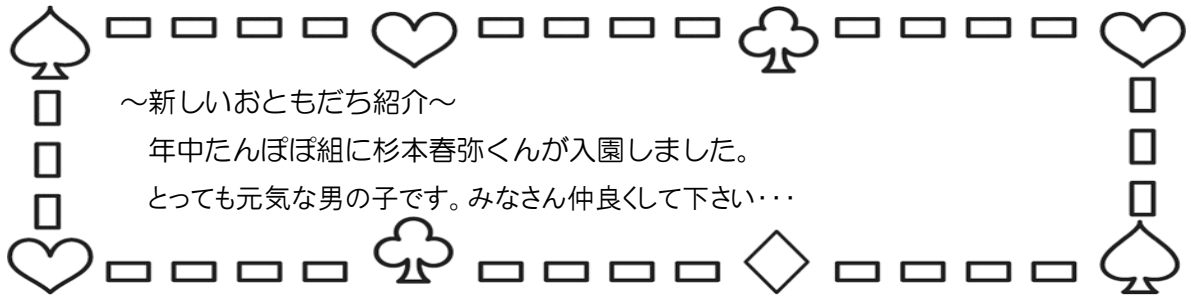 ～新しいおともだち紹介～
年中たんぽぽ組に杉本春弥くんが入園しました。
とっても元気な男の子です。みなさん仲良くして下さい・・・